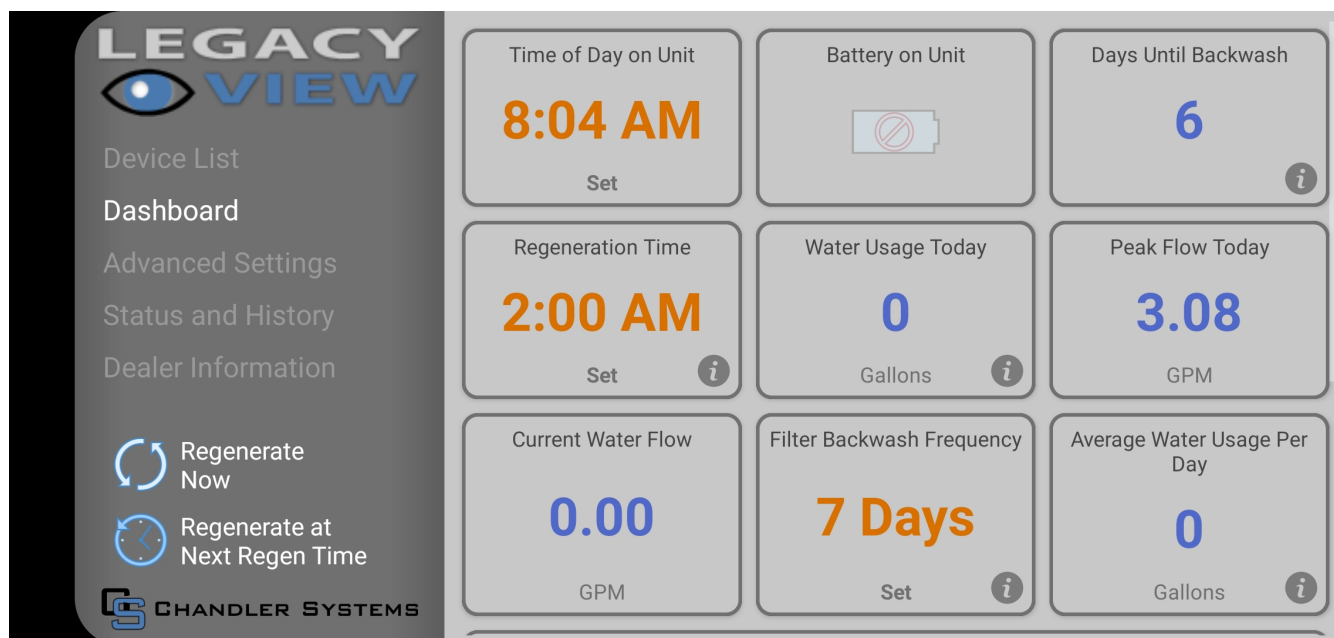 LEGACY
VIEW
Device List
Dashboard
Advanced Settings
Status and History
Dealer Information
Regenerate
Now
Regenerate at
Next Regen Time
CS CHANDLER SYSTEMS
Time of Day on Unit
8:04 AM
Set
Battery on Unit
Days Until Backwash
6
i
Regeneration Time
2:00 AM
Set
i
Water Usage Today
0
Gallons
i
Peak Flow Today
3.08
GPM
Current Water Flow
0.00
GPM
Filter Backwash Frequency
7 Days
Set
i
Average Water Usage Per
Day
0
Gallons
i